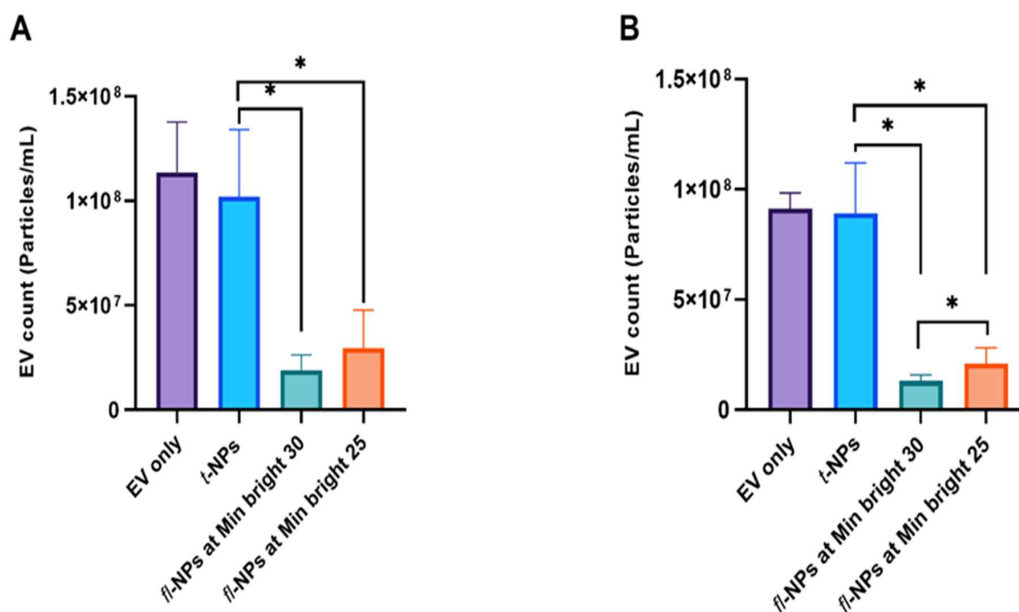 A
EV count (Particles/mL)
1.5×10⁸
1×10⁸
5×10⁷
0
*
*
EV only
t-NPs
fl-NPs at Min bright 30
fl-NPs at Min bright 25
B
EV count (Particles/mL)
1.5×10⁸
1×10⁸
5×10⁷
0
*
*
*
EV only
t-NPs
fl-NPs at Min bright 30
fl-NPs at Min bright 25